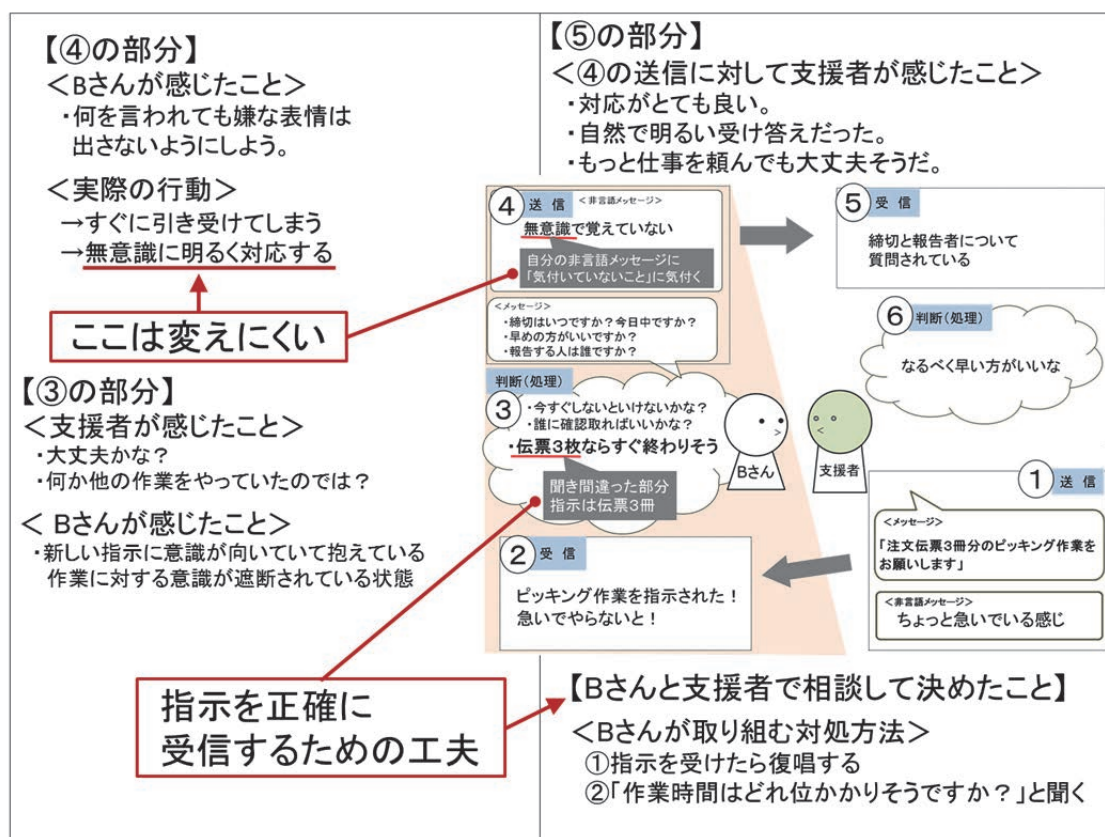 【④の部分】
＜Bさんが感じたこと＞
・何を言われても嫌な表情は
出さないようにしよう。
＜実際の行動＞
→すぐに引き受けてしまう
→無意識に明るく対応する
ここは変えにくい
【③の部分】
＜支援者が感じたこと＞
・大丈夫かな？
・何か他の作業をやっていたのでは？
＜ Bさんが感じたこと＞
・新しい指示に意識が向いていて抱えている
作業に対する意識が遮断されている状態
指示を正確に
受信するための工夫
【⑤の部分】
＜④の送信に対して支援者が感じたこと＞
・対応がとても良い。
・自然で明るい受け答えだった。
・もっと仕事を頼んでも大丈夫そうだ。
④ 送 信 ＜非言語メッセージ＞
無意識で覚えていない
自分の非言語メッセージに
「気付いていないこと」に気付く
＜メッセージ＞
・締切はいつですか？今日中ですか？
・早めの方がいいですか？
・報告する人は誰ですか？
判断（処理）
③
・今すぐしないといけないかな？
・誰に確認取ればいいかな？
・伝票３枚ならすぐ終わりそう
聞き間違った部分
指示は伝票３冊
② 受 信
ピッキング作業を指示された！
急いでやらないと！
Bさん
支援者
⑤ 受 信
締切と報告者について
質問されている
⑥ 判断（処理）
なるべく早い方がいいな
① 送 信
＜メッセージ＞
「注文伝票３冊分のピッキング作業を
お願いします」
＜非言語メッセージ＞
ちょっと急いでいる感じ
【Bさんと支援者で相談して決めたこと】
＜Bさんが取り組む対処方法＞
①指示を受けたら復唱する
②「作業時間はどれ位かかりそうですか？」と聞く